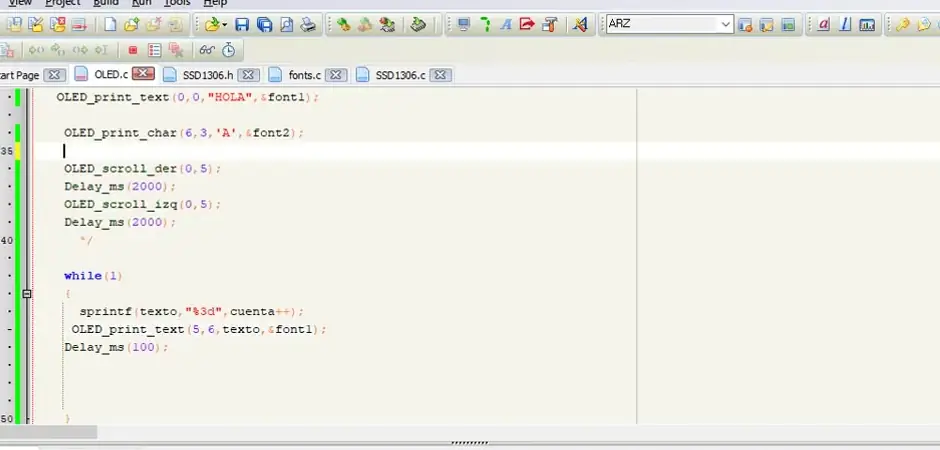 View Project Build Run Tools Help
ARZ
art Page OLED.c SSD1306.h fonts.c SSD1306.c
OLED_print_text(0,0,"HOLA",&font1);
OLED_print_char(6,3,'A',&font2);
35
OLED_scroll_der(0,5);
Delay_ms(2000);
OLED_scroll_izq(0,5);
Delay_ms(2000);
40 */
while(1)
{
sprintf(texto,"%3d",cuenta++);
OLED_print_text(5,6,texto,&font1);
Delay_ms(100);
50 }